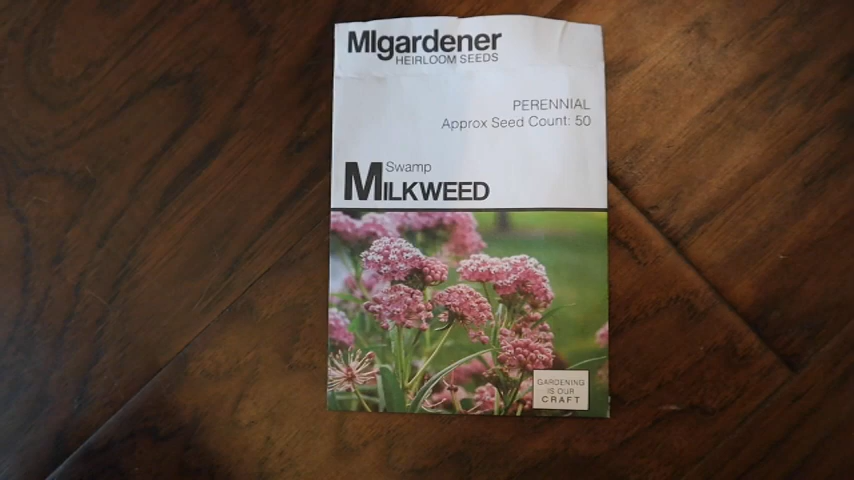 MIgardener
HEIRLOOM SEEDS
PERENNIAL
Approx Seed Count: 50
Swamp
MILKWEED
GARDENING
IS OUR
CRAFT